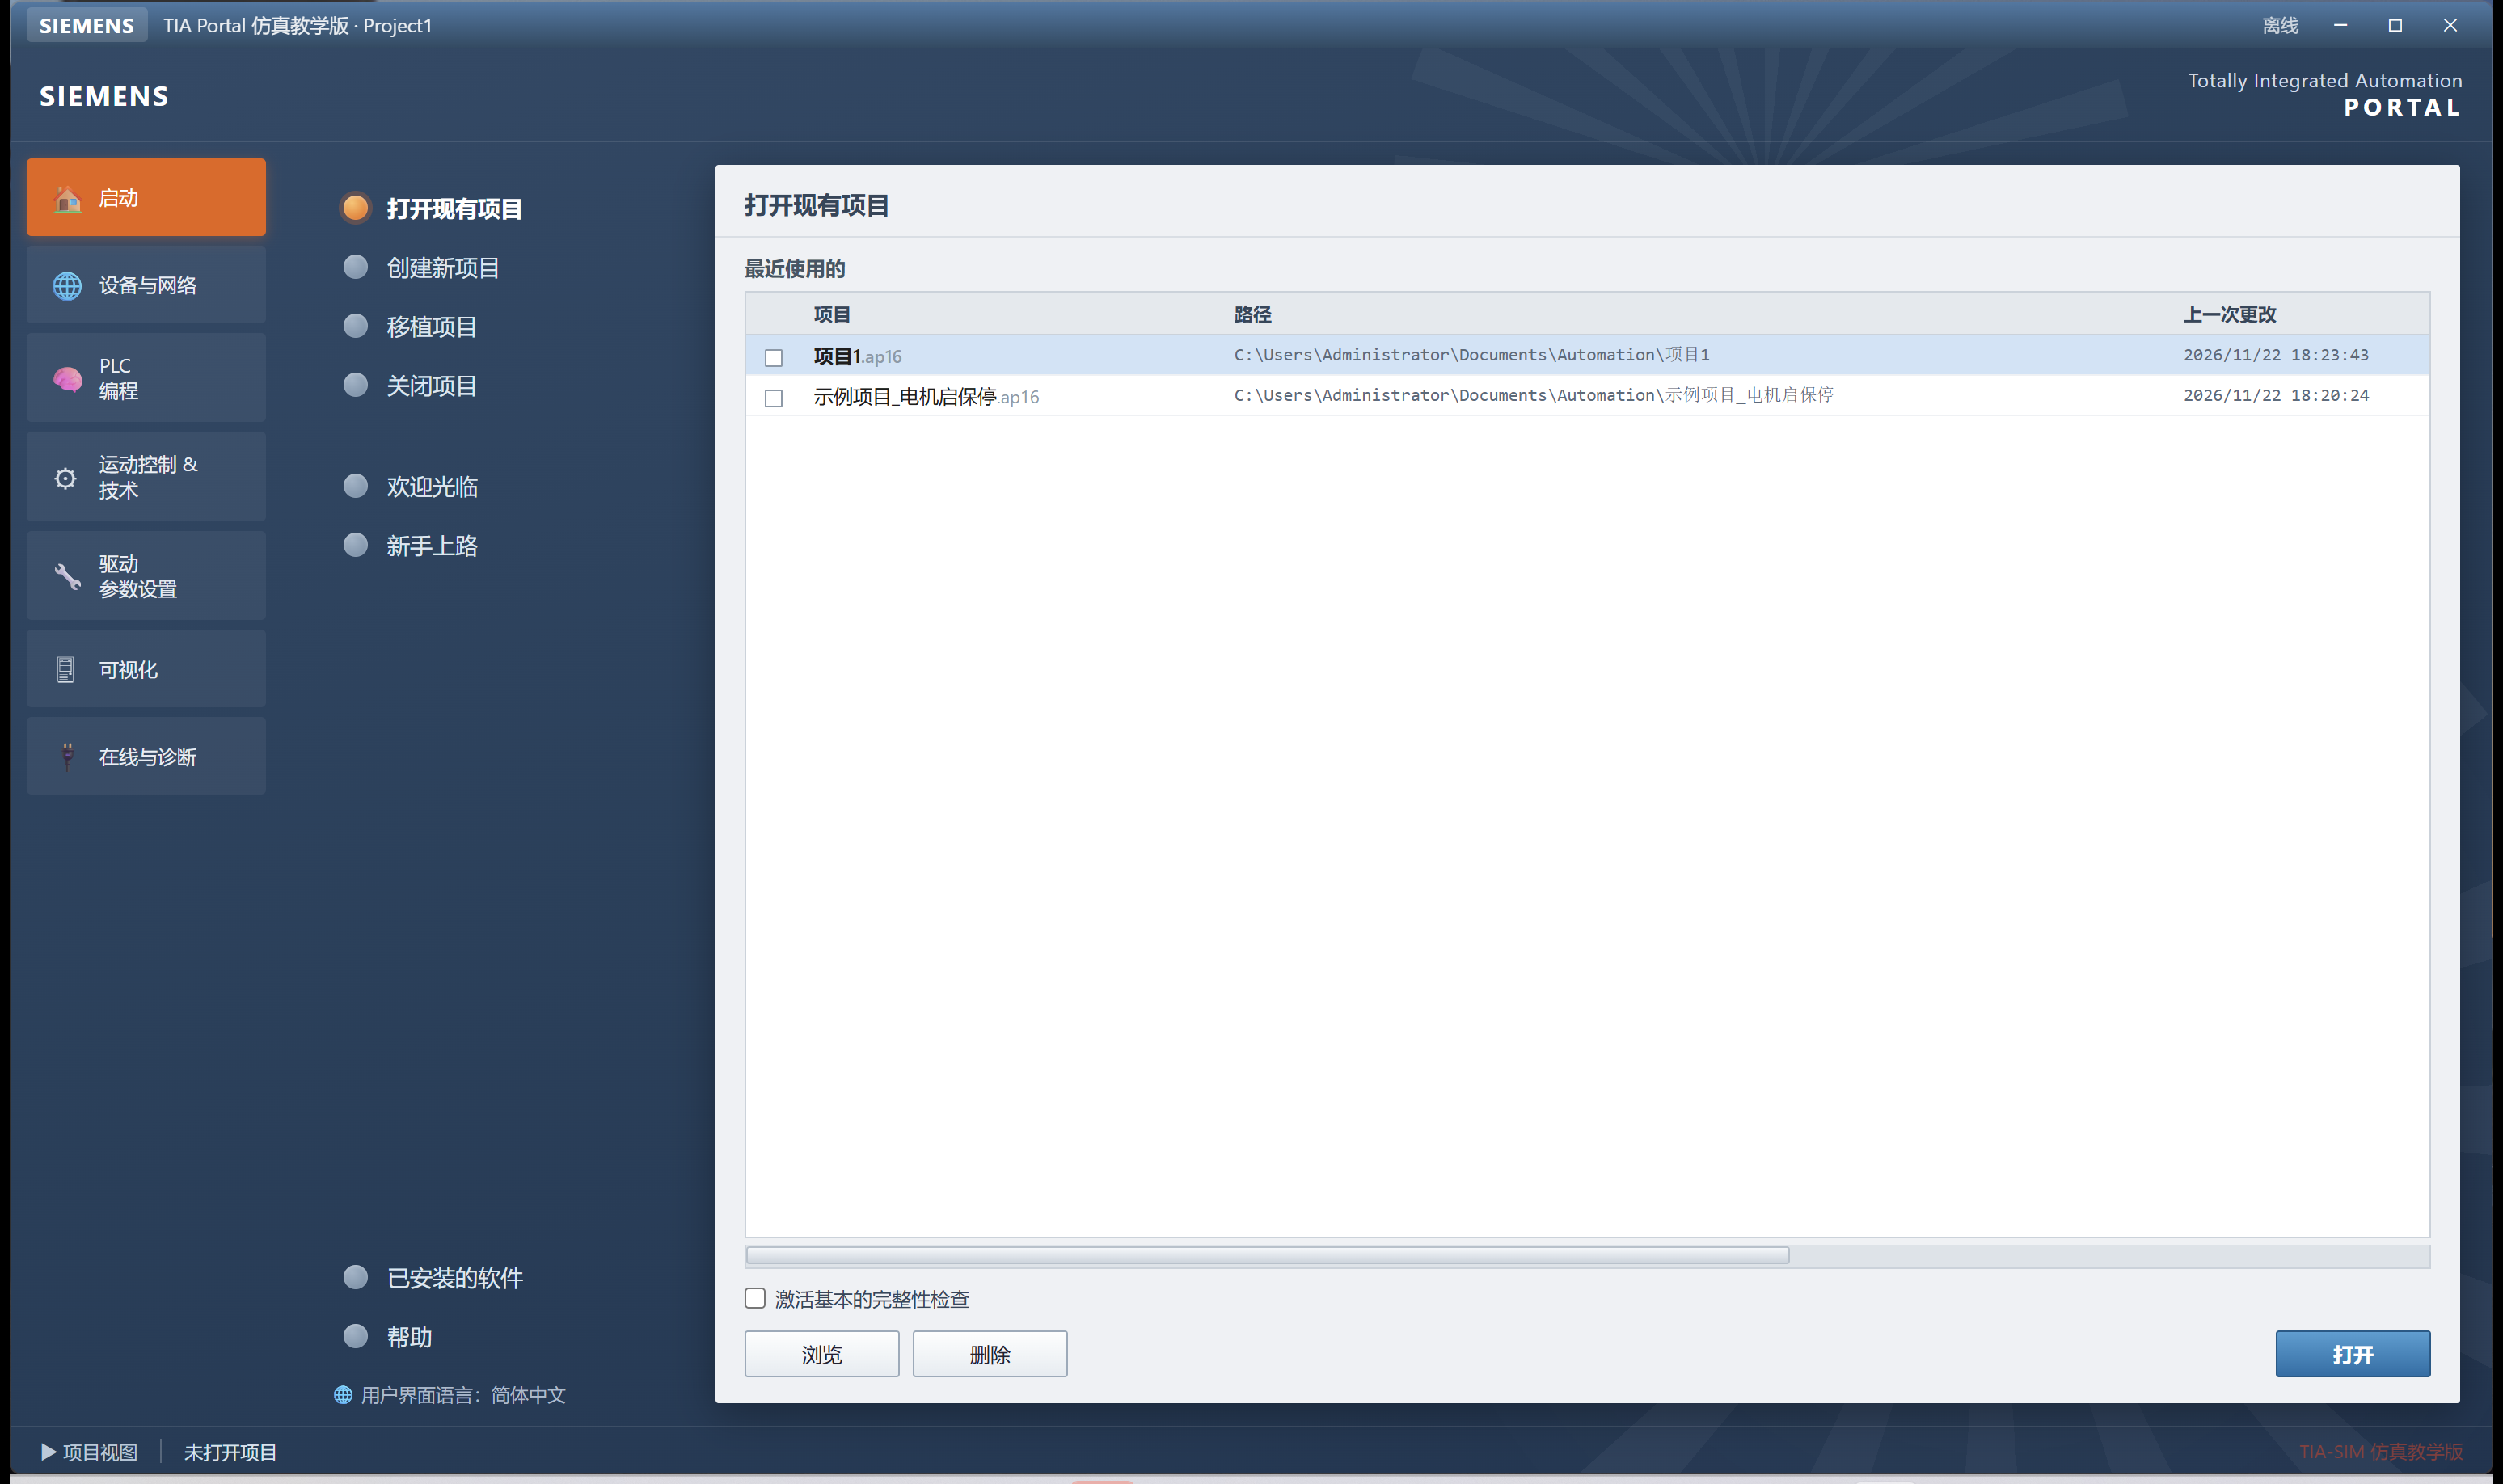 SIEMENS TIA Portal 仿真教学版 · Project1 离线
SIEMENS
Totally Integrated Automation
PORTAL
启动
设备与网络
PLC
编程
运动控制 &
技术
驱动
参数设置
可视化
在线与诊断
打开现有项目
创建新项目
移植项目
关闭项目
欢迎光临
新手上路
已安装的软件
帮助
用户界面语言：简体中文
打开现有项目
最近使用的
项目 路径 上一次更改
项目1.ap16 C:\Users\Administrator\Documents\Automation\项目1 2026/11/22 18:23:43
示例项目_电机启保停.ap16 C:\Users\Administrator\Documents\Automation\示例项目_电机启保停 2026/11/22 18:20:24
激活基本的完整性检查
浏览 删除 打开
▶ 项目视图 未打开项目 TIA-SIM 仿真教学版